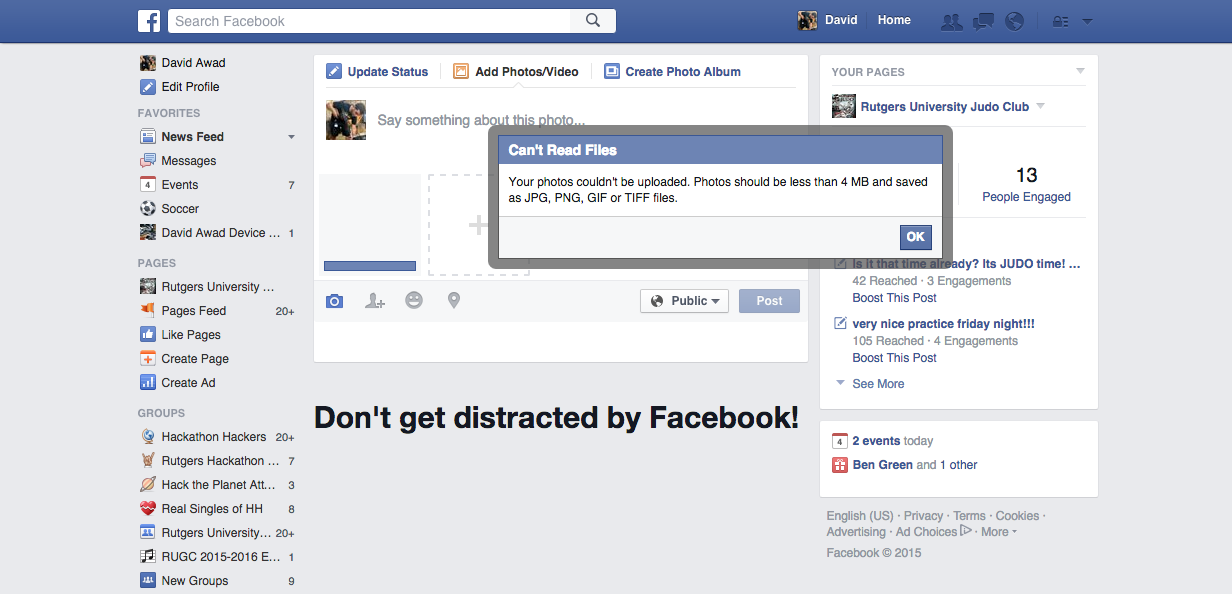 Search Facebook
David Home
David Awad
Edit Profile
FAVORITES
News Feed
Messages
4 Events 7
Soccer
David Awad Device ... 1
PAGES
Rutgers University ...
Pages Feed 20+
Like Pages
Create Page
Create Ad
GROUPS
Hackathon Hackers 20+
Rutgers Hackathon ... 7
Hack the Planet Att... 3
Real Singles of HH 8
Rutgers University... 20+
RUGC 2015-2016 E... 1
New Groups 9
Update Status Add Photos/Video Create Photo Album
Say something about this photo...
Can't Read Files
Your photos couldn't be uploaded. Photos should be less than 4 MB and saved
as JPG, PNG, GIF or TIFF files.
OK
Public Post
Don't get distracted by Facebook!
YOUR PAGES
Rutgers University Judo Club
13
People Engaged
Is it that time already? Its JUDO time! ...
42 Reached · 3 Engagements
Boost This Post
very nice practice friday night!!!
105 Reached · 4 Engagements
Boost This Post
See More
4 2 events today
Ben Green and 1 other
English (US) · Privacy · Terms · Cookies ·
Advertising · Ad Choices · More
Facebook © 2015